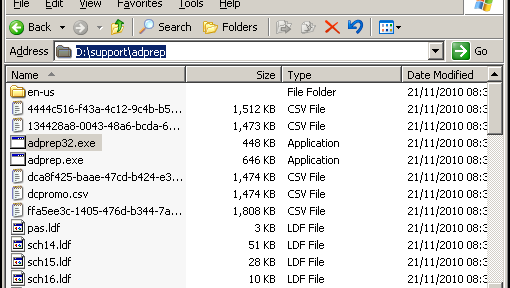 File Edit View Favorites Tools Help
Back Search Folders
Address D:\support\adprep Go
Name Size Type Date Modified
en-us File Folder 21/11/2010 08:3
4444c516-f43a-4c12-9c4b-b5... 1,512 KB CSV File 21/11/2010 08:3
134428a8-0043-48a6-bcda-6... 1,473 KB CSV File 21/11/2010 08:3
adprep32.exe 448 KB Application 21/11/2010 08:3
adprep.exe 646 KB Application 21/11/2010 08:3
dca8f425-baae-47cd-b424-e3... 1,474 KB CSV File 21/11/2010 08:3
dcpromo.csv 1,474 KB CSV File 21/11/2010 08:3
ffa5ee3c-1405-476d-b344-7a... 1,808 KB CSV File 21/11/2010 08:3
pas.ldf 3 KB LDF File 21/11/2010 08:3
sch14.ldf 51 KB LDF File 21/11/2010 08:3
sch15.ldf 28 KB LDF File 21/11/2010 08:3
sch16.ldf 10 KB LDF File 21/11/2010 08:3